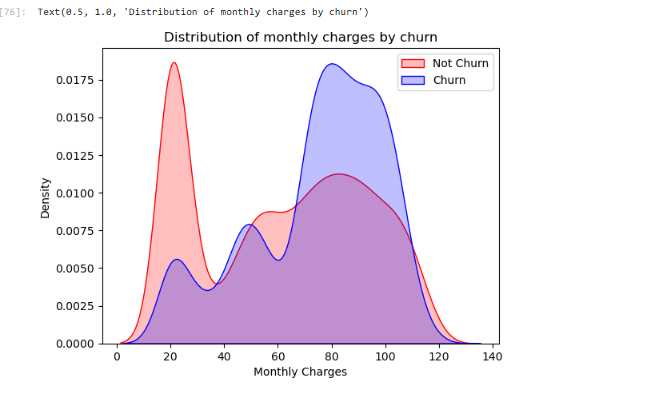 [76]: Text(0.5, 1.0, 'Distribution of monthly charges by churn')
Distribution of monthly charges by churn
Not Churn
Churn
0.0175
0.0150
0.0125
0.0100
0.0075
0.0050
0.0025
0.0000
Density
0 20 40 60 80 100 120 140
Monthly Charges